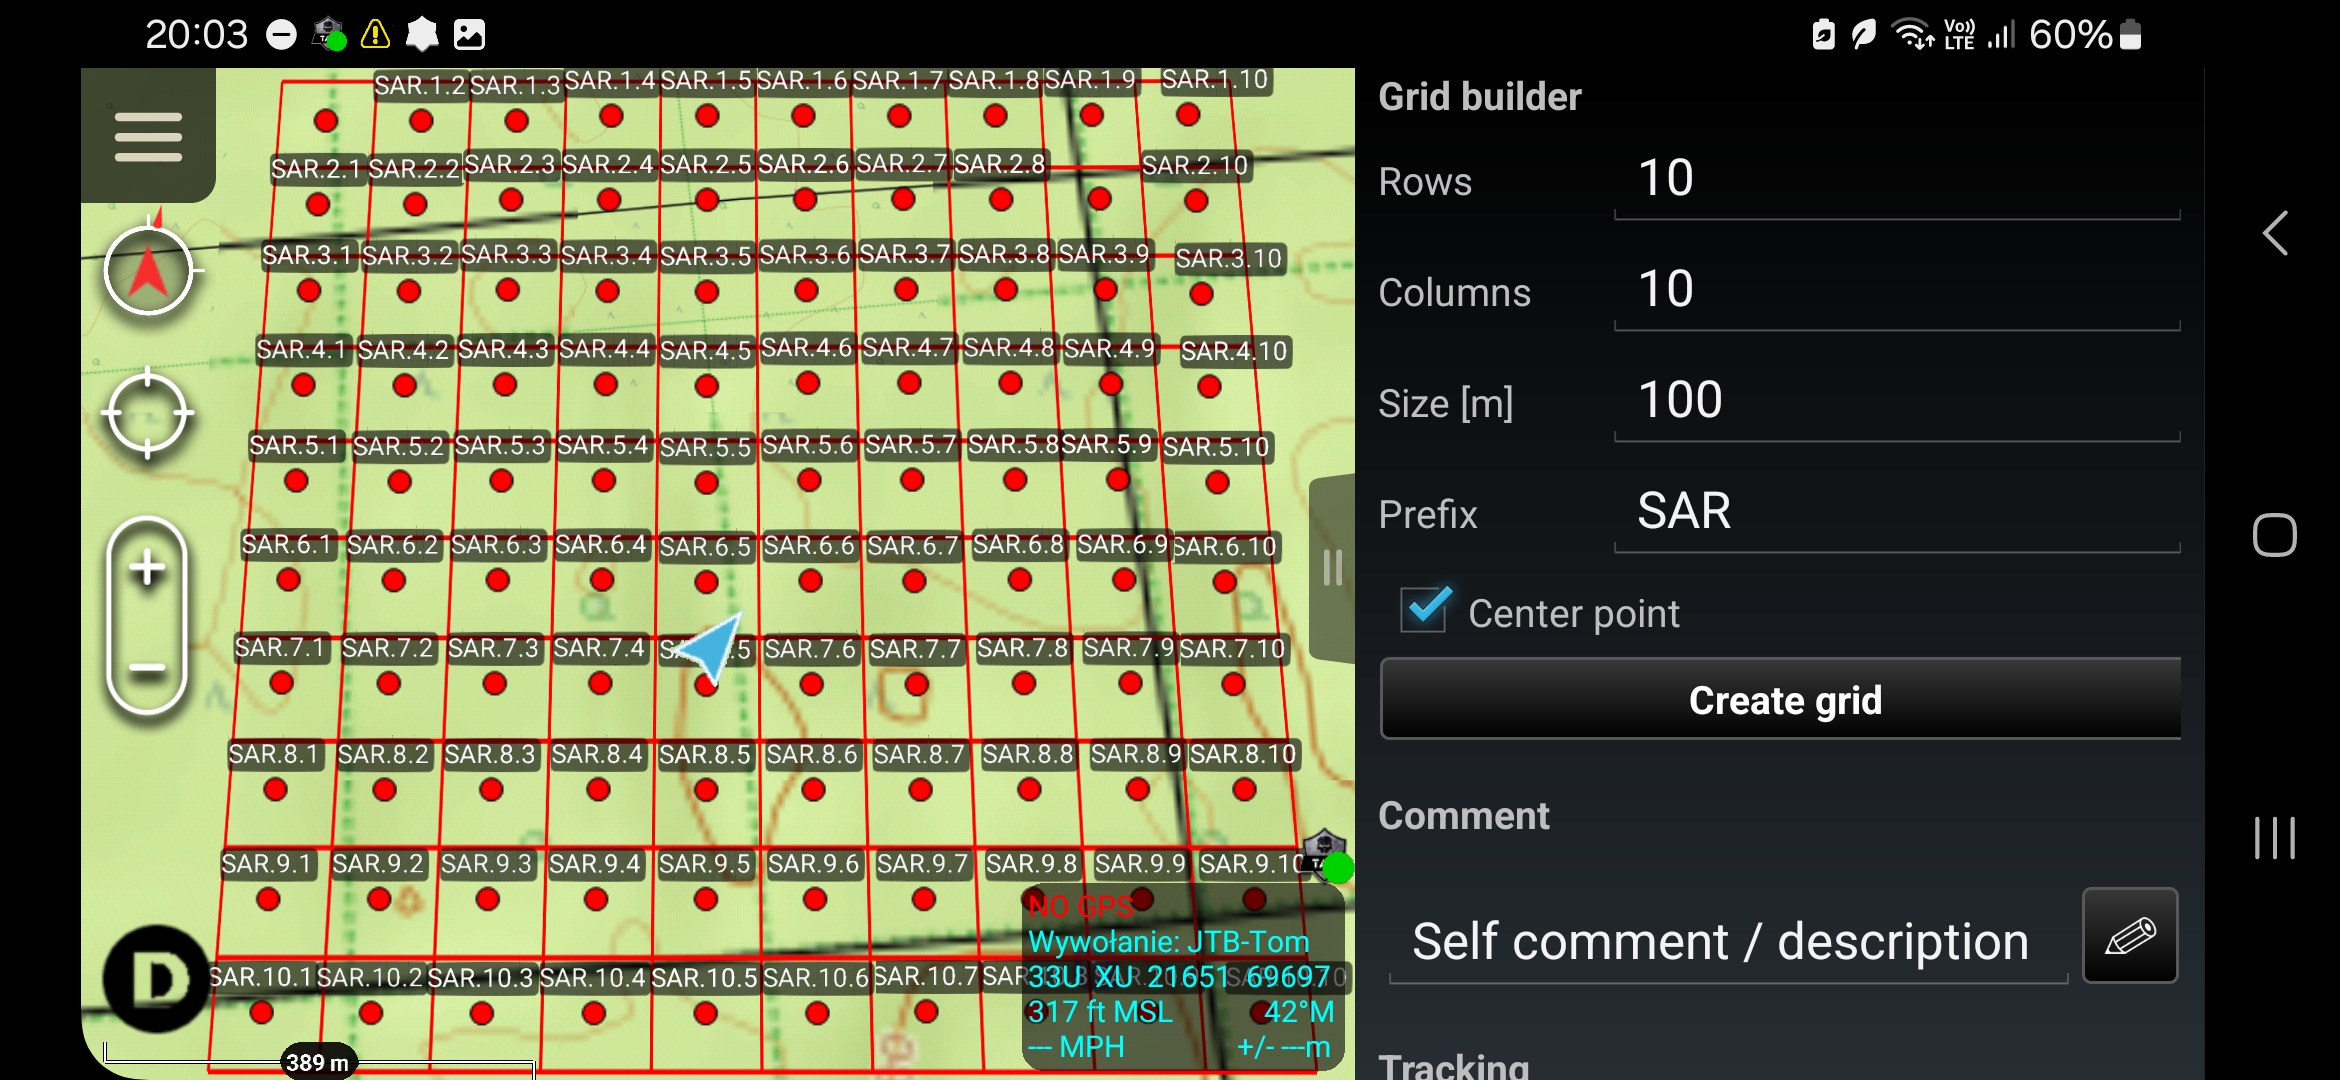 20:03
Vo)) LTE
60%
SAR.1.2 SAR.1.3 SAR.1.4 SAR.1.5 SAR.1.6 SAR.1.7 SAR.1.8 SAR.1.9 SAR.1.10
SAR.2.1 SAR.2.2 SAR.2.3 SAR.2.4 SAR.2.5 SAR.2.6 SAR.2.7 SAR.2.8 SAR.2.10
SAR.3.1 SAR.3.2 SAR.3.3 SAR.3.4 SAR.3.5 SAR.3.6 SAR.3.7 SAR.3.8 SAR.3.9 SAR.3.10
SAR.4.1 SAR.4.2 SAR.4.3 SAR.4.4 SAR.4.5 SAR.4.6 SAR.4.7 SAR.4.8 SAR.4.9 SAR.4.10
SAR.5.1 SAR.5.2 SAR.5.3 SAR.5.4 SAR.5.5 SAR.5.6 SAR.5.7 SAR.5.8 SAR.5.9 SAR.5.10
SAR.6.1 SAR.6.2 SAR.6.3 SAR.6.4 SAR.6.5 SAR.6.6 SAR.6.7 SAR.6.8 SAR.6.9 SAR.6.10
SAR.7.1 SAR.7.2 SAR.7.3 SAR.7.4 SAR.7.6 SAR.7.7 SAR.7.8 SAR.7.9 SAR.7.10
SAR.8.1 SAR.8.2 SAR.8.3 SAR.8.4 SAR.8.5 SAR.8.6 SAR.8.7 SAR.8.8 SAR.8.9 SAR.8.10
SAR.9.1 SAR.9.2 SAR.9.3 SAR.9.4 SAR.9.5 SAR.9.6 SAR.9.7 SAR.9.8 SAR.9.9 SAR.9.10
SAR.10.1 SAR.10.2 SAR.10.3 SAR.10.4 SAR.10.5 SAR.10.6 SAR.10.7
NO GPS
Wywołanie: JTB-Tom
33U XU 21651 69697
317 ft MSL 42°M
--- MPH +/- ---m
D
389 m
Grid builder
Rows 10
Columns 10
Size [m] 100
Prefix SAR
Center point
Create grid
Comment
Self comment / description
Tracking